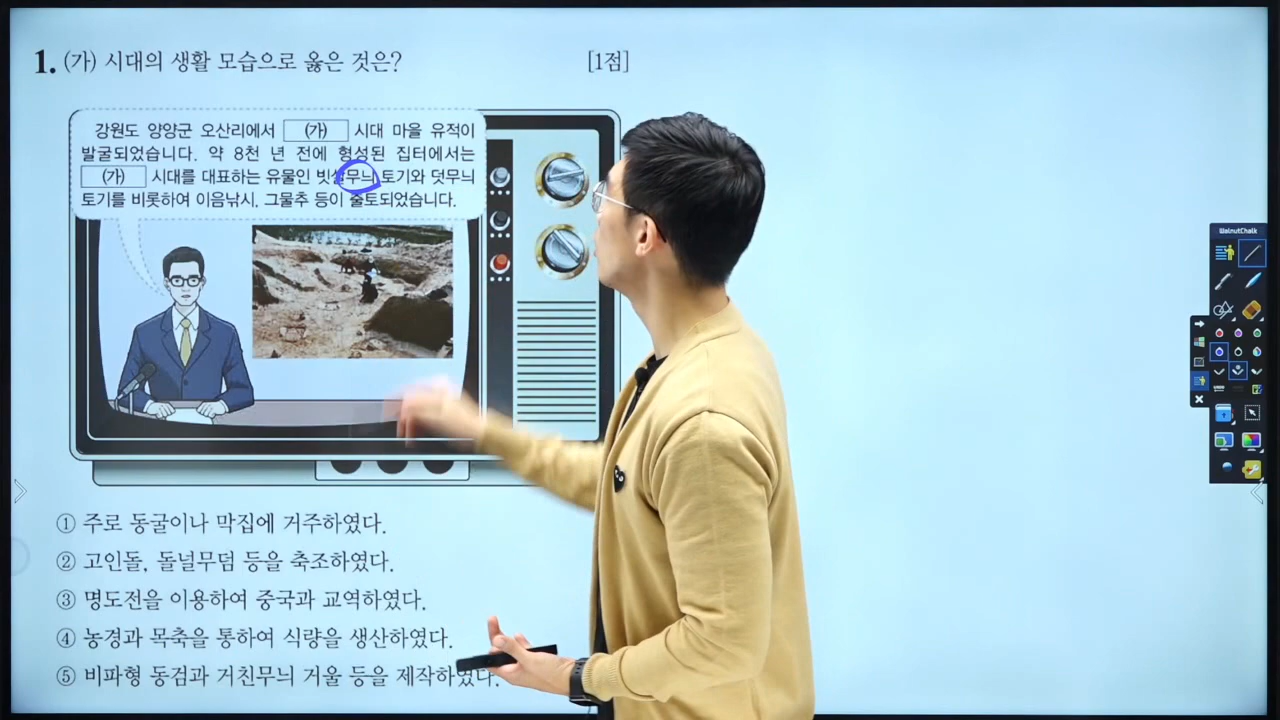 1. (가) 시대의 생활 모습으로 옳은 것은? [1점]
강원도 양양군 오산리에서 (가) 시대 마을 유적이
발굴되었습니다. 약 8천 년 전에 형성된 집터에서는
(가) 시대를 대표하는 유물인 빗살무늬 토기와 덧무늬
토기를 비롯하여 이음낚시, 그물추 등이 출토되었습니다.
① 주로 동굴이나 막집에 거주하였다.
② 고인돌, 돌널무덤 등을 축조하였다.
③ 명도전을 이용하여 중국과 교역하였다.
④ 농경과 목축을 통하여 식량을 생산하였다.
⑤ 비파형 동검과 거친무늬 거울 등을 제작하였다.
WalnutChalk